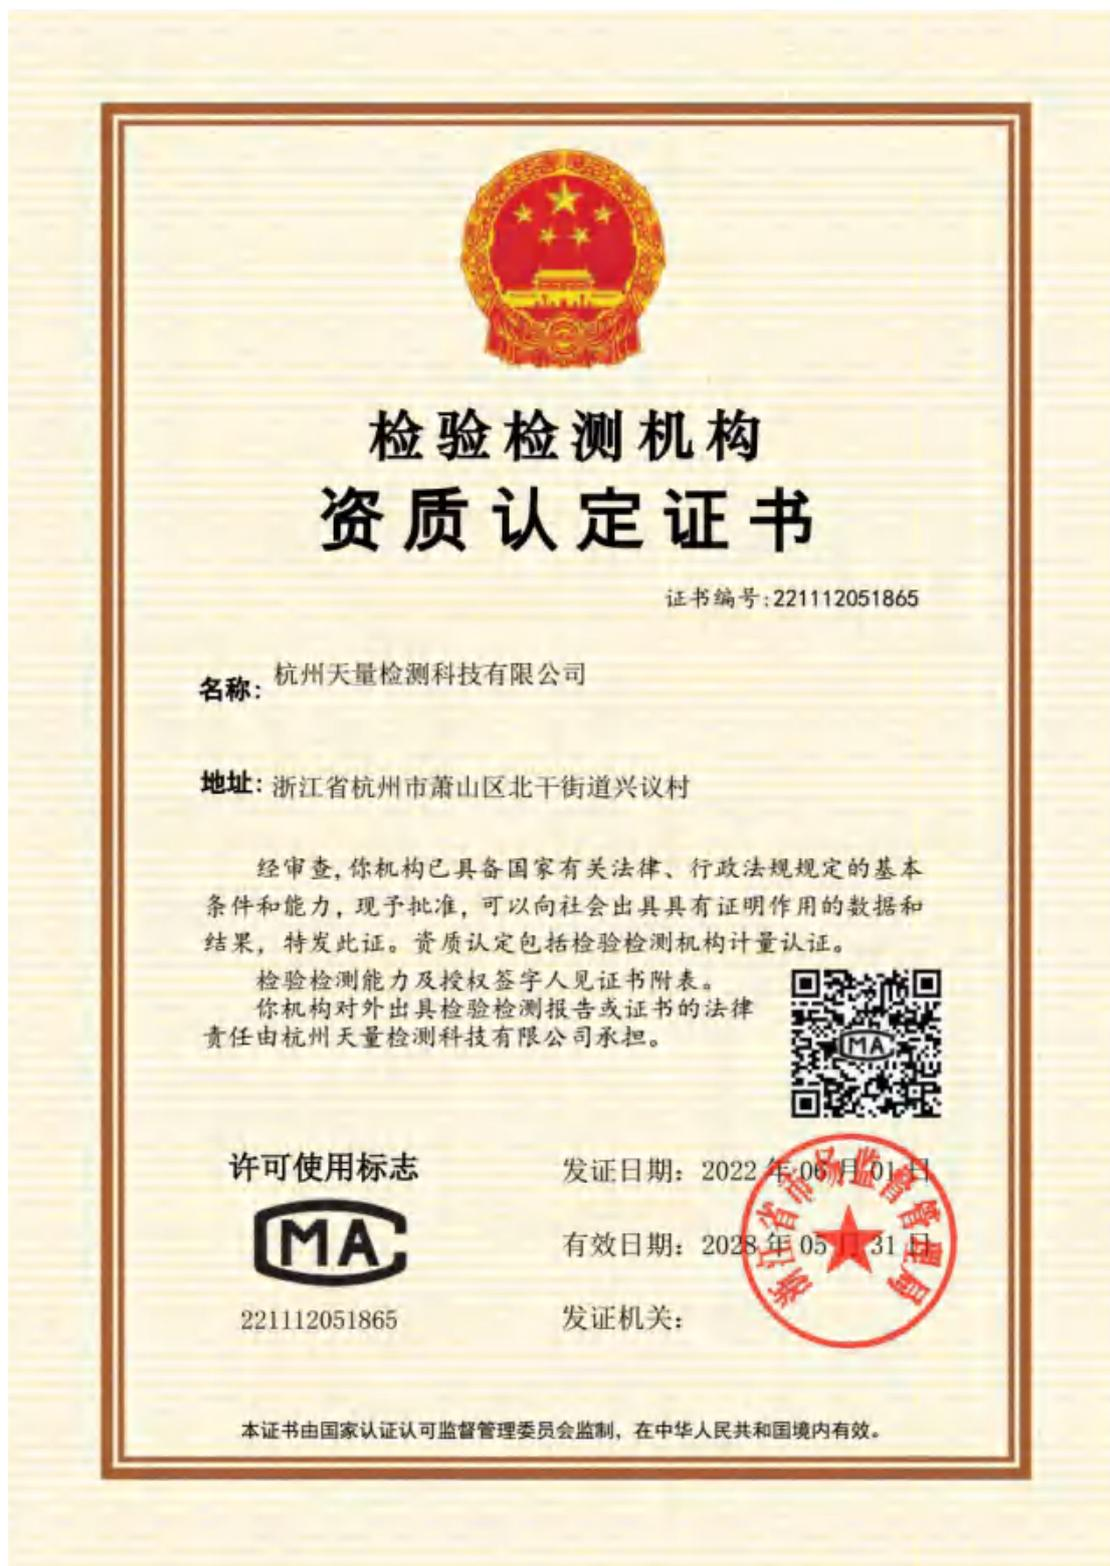 检验检测机构
资质认定证书
证书编号:221112051865
名称: 杭州天量检测科技有限公司
地址: 浙江省杭州市萧山区北干街道兴议村
经审查,你机构已具备国家有关法律、行政法规规定的基本
条件和能力，现予批准，可以向社会出具具有证明作用的数据和
结果，特发此证。资质认定包括检验检测机构计量认证。
检验检测能力及授权签字人见证书附表。
你机构对外出具检验检测报告或证书的法律
责任由杭州天量检测科技有限公司承担。
MA
许可使用标志
MA
221112051865
发证日期：2022年06月01日
有效日期：2028年05月31日
发证机关：
浙江省市场监督管理局
本证书由国家认证认可监督管理委员会监制，在中华人民共和国境内有效。